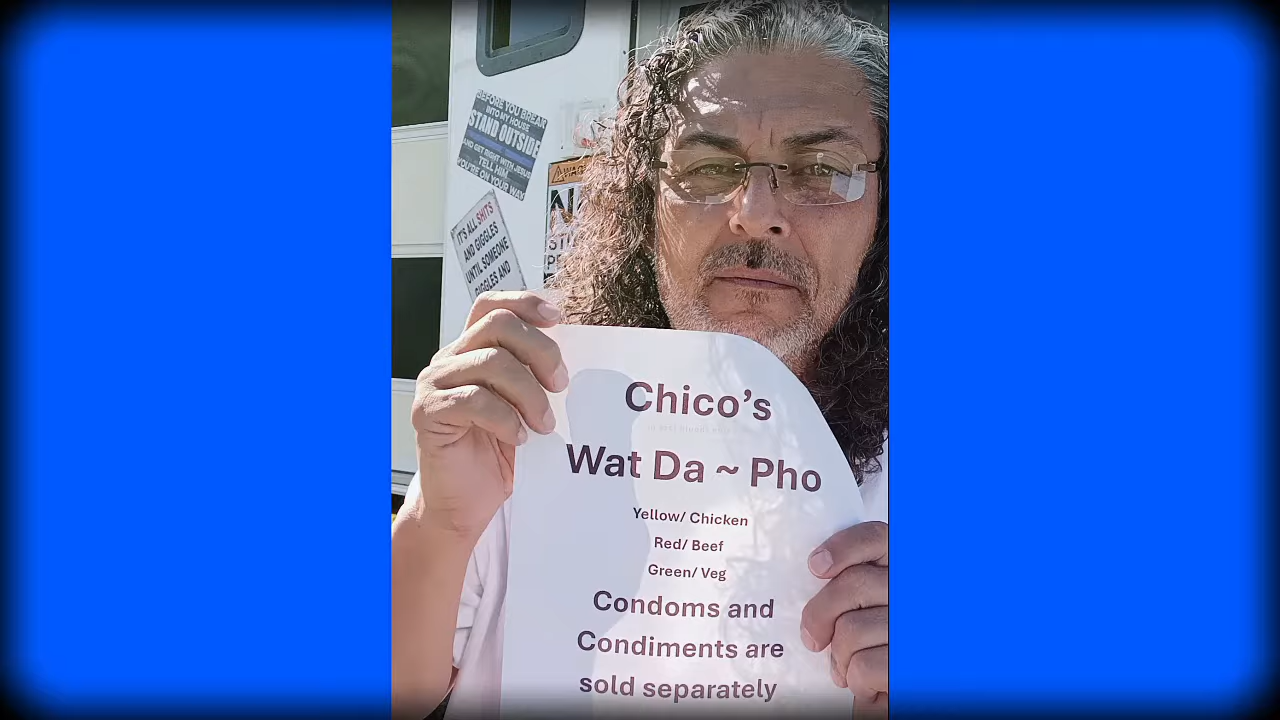 BEFORE YOU BREAK
INTO MY HOUSE
STAND OUTSIDE
AND GET RIGHT WITH JESUS
TELL HIM
YOU'RE ON YOUR WAY
IT'S ALL SHITS
AND GIGGLES
UNTIL SOMEONE
GIGGLES AND
Chico's
Wat Da ~ Pho
Yellow/ Chicken
Red/ Beef
Green/ Veg
Condoms and
Condiments are
sold separately